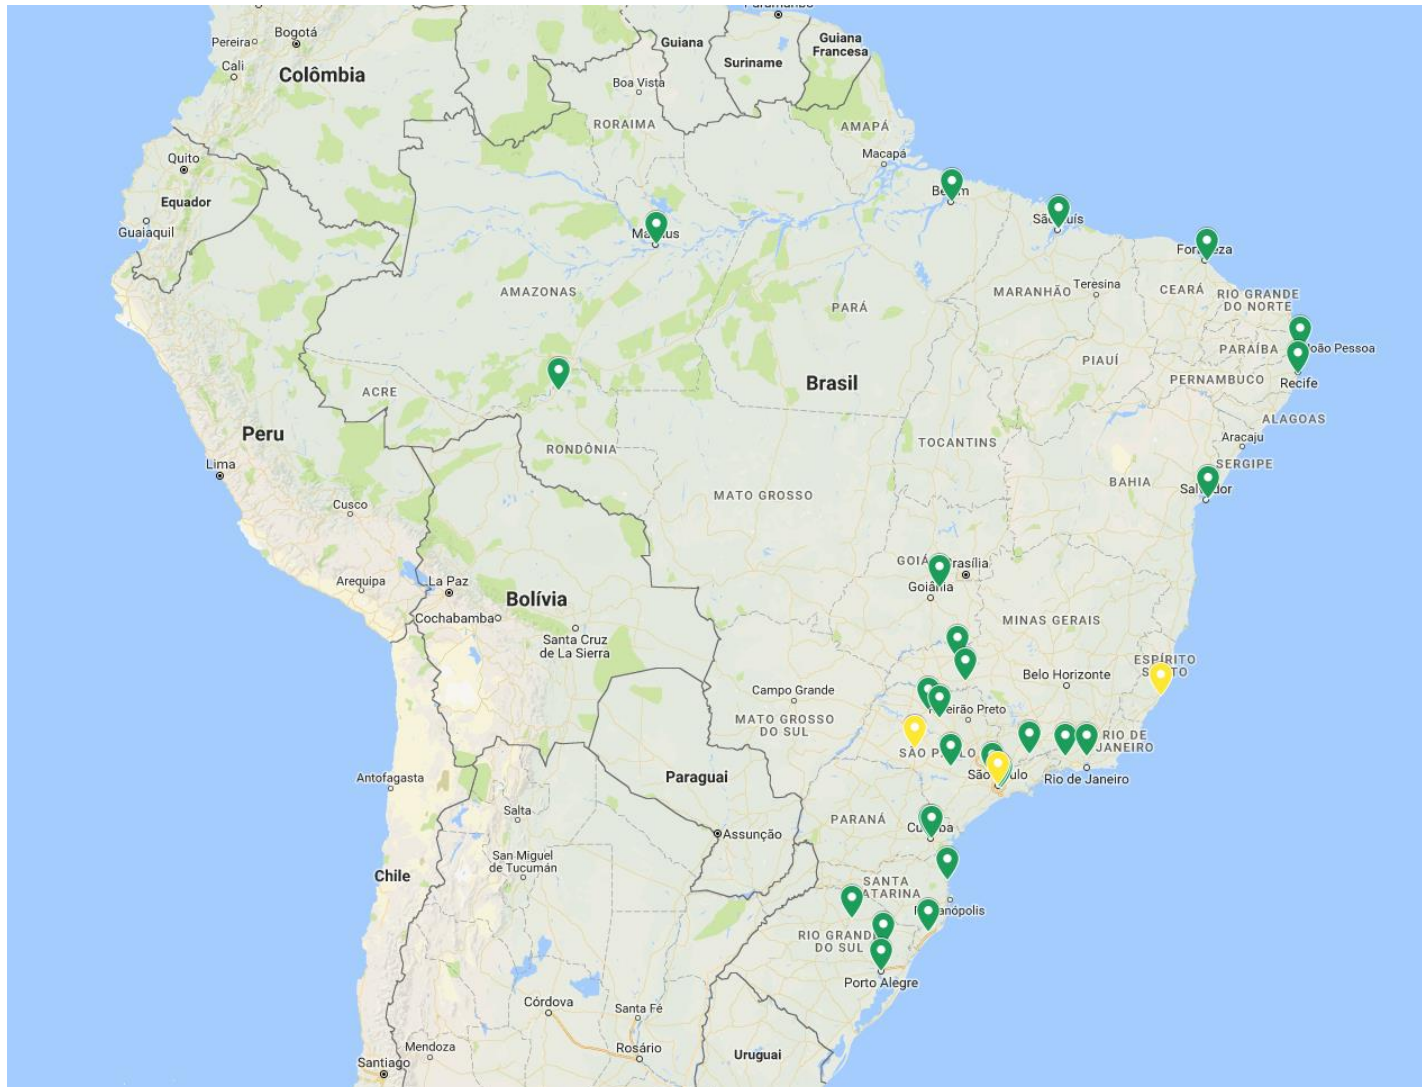 Bogotá
Pereira
Cali
Colômbia
Guiana
Suriname
Guiana
Francesa
Boa Vista
RORAIMA
AMAPÁ
Macapá
Quito
Equador
Guaiaquil
AMAZONAS
PARÁ
MARANHÃO
Teresina
CEARÁ
RIO GRANDE
DO NORTE
PARAÍBA
João Pessoa
PIAUÍ
PERNAMBUCO
Recife
Brasil
ACRE
Peru
ALAGOAS
Aracaju
SERGIPE
TOCANTINS
RONDÔNIA
Lima
BAHIA
MATO GROSSO
Cusco
Arequipa
La Paz
Bolívia
Cochabamba
Santa Cruz
de La Sierra
Goiânia
MINAS GERAIS
Belo Horizonte
Campo Grande
MATO GROSSO
DO SUL
RIO DE
JANEIRO
Rio de Janeiro
Antofagasta
Paraguai
Salta
PARANÁ
Assunção
San Miguel
de Tucumán
Chile
SANTA
RIO GRANDE
DO SUL
Porto Alegre
Córdova
Santa Fé
Mendoza
Rosário
Uruguai
Santiago